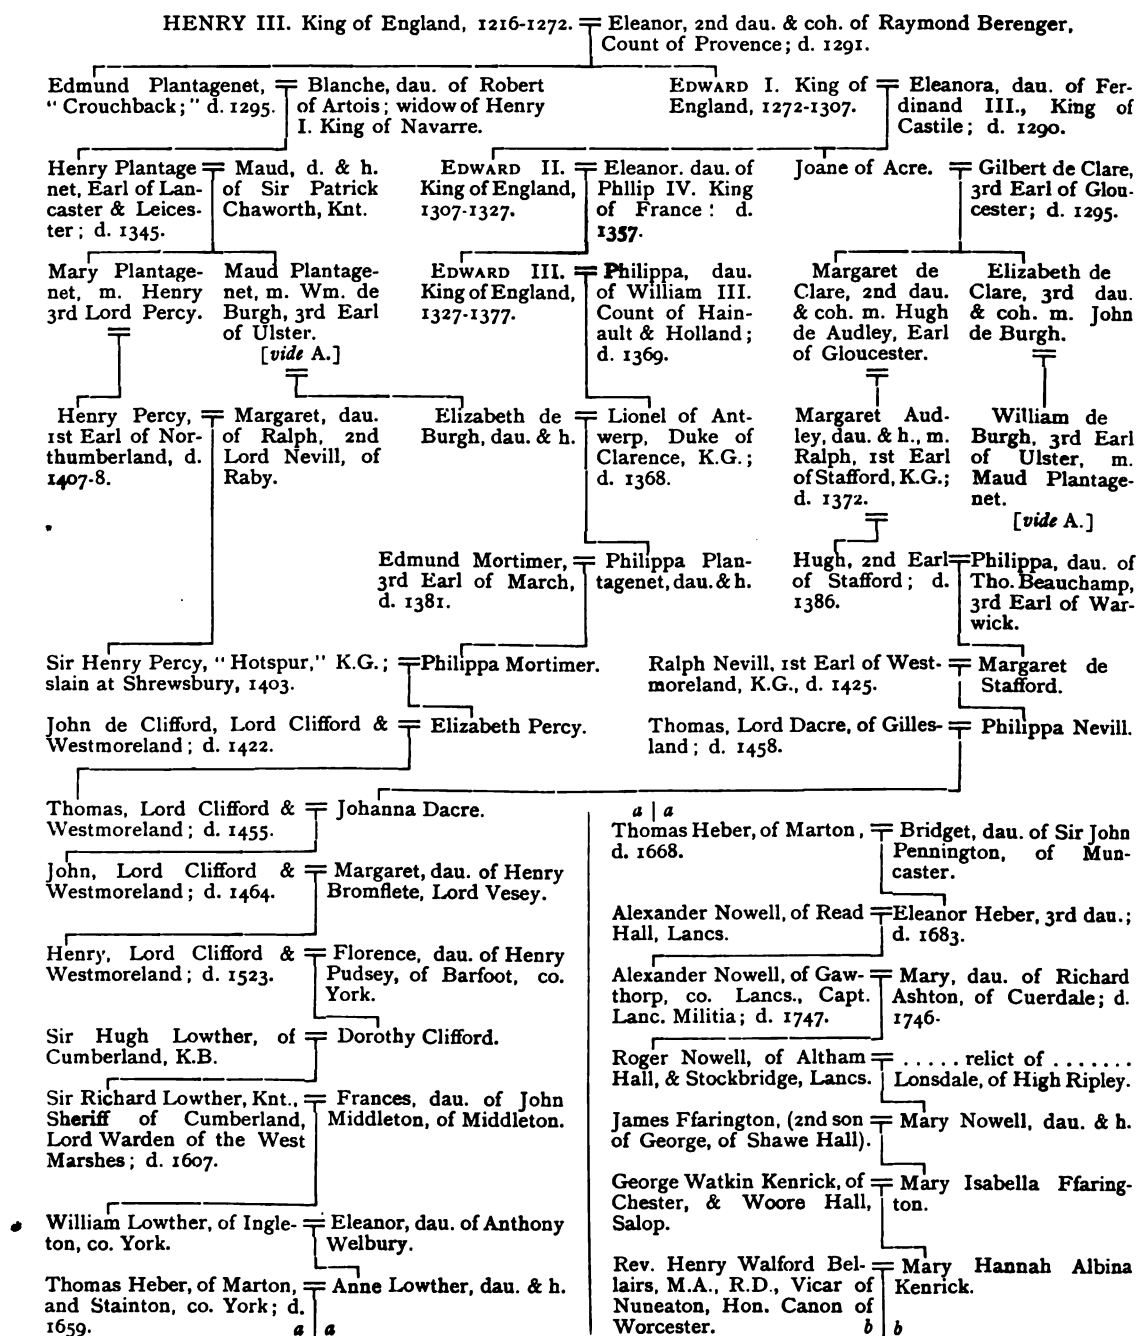 HENRY III. King of England, 1216-1272. = Eleanor, 2nd dau. & coh. of Raymond Berenger,
Count of Provence; d. 1291.
Edmund Plantagenet, = Blanche, dau. of Robert
"Crouchback;" d. 1295. of Artois; widow of Henry
I. King of Navarre.
EDWARD I. King of = Eleanora, dau. of Fer-
England, 1272-1307. dinand III., King of
Castile; d. 1290.
Henry Plantage
net, Earl of Lan-
caster & Leices-
ter; d. 1345.
= Maud, d. & h.
of Sir Patrick
Chaworth, Knt.
EDWARD II.
King of England,
1307-1327.
= Eleanor. dau. of
Phllip IV. King
of France: d.
1357.
Joane of Acre. = Gilbert de Clare,
3rd Earl of Glou-
cester; d. 1295.
Mary Plantage-
net, m. Henry
3rd Lord Percy.
Maud Plantage-
net, m. Wm. de
Burgh, 3rd Earl
of Ulster.
[vide A.]
EDWARD III.
King of England,
1327-1377.
= Philippa, dau.
of William III.
Count of Hain-
ault & Holland;
d. 1369.
Margaret de
Clare, 2nd dau.
& coh. m. Hugh
de Audley, Earl
of Gloucester.
Elizabeth de
Clare, 3rd dau.
& coh. m. John
de Burgh.
Henry Percy,
1st Earl of Nor-
thumberland, d.
1407-8.
= Margaret, dau.
of Ralph, 2nd
Lord Nevill, of
Raby.
Elizabeth de
Burgh, dau. & h.
= Lionel of Ant-
werp, Duke of
Clarence, K.G.;
d. 1368.
Margaret Aud-
ley, dau. & h., m.
Ralph, 1st Earl
of Stafford, K.G.;
d. 1372.
William de
Burgh, 3rd Earl
of Ulster, m.
Maud Plantage-
net.
[vide A.]
Edmund Mortimer,
3rd Earl of March,
d. 1381.
= Philippa Plan-
tagenet, dau. & h.
Hugh, 2nd Earl
of Stafford; d.
1386.
= Philippa, dau. of
Tho. Beauchamp,
3rd Earl of War-
wick.
Sir Henry Percy, "Hotspur," K.G.; = Philippa Mortimer.
slain at Shrewsbury, 1403.
Ralph Nevill, 1st Earl of West- = Margaret de
moreland, K.G., d. 1425. Stafford.
John de Clifford, Lord Clifford & = Elizabeth Percy.
Westmoreland; d. 1422.
Thomas, Lord Dacre, of Gilles- = Philippa Nevill.
land; d. 1458.
Thomas, Lord Clifford & = Johanna Dacre.
Westmoreland; d. 1455.
John, Lord Clifford & = Margaret, dau. of Henry
Westmoreland; d. 1464. Bromflete, Lord Vesey.
Henry, Lord Clifford & = Florence, dau. of Henry
Westmoreland; d. 1523. Pudsey, of Barfoot, co.
York.
Sir Hugh Lowther, of = Dorothy Clifford.
Cumberland, K.B.
Sir Richard Lowther, Knt., = Frances, dau. of John
Sheriff of Cumberland, Middleton, of Middleton.
Lord Warden of the West
Marshes; d. 1607.
William Lowther, of Ingle- = Eleanor, dau. of Anthony
ton, co. York. Welbury.
Thomas Heber, of Marton, = Anne Lowther, dau. & h.
and Stainton, co. York; d.
1659. a | a
a | a
Thomas Heber, of Marton, = Bridget, dau. of Sir John
d. 1668. Pennington, of Mun-
caster.
Alexander Nowell, of Read = Eleanor Heber, 3rd dau.;
Hall, Lancs. d. 1683.
Alexander Nowell, of Gaw- = Mary, dau. of Richard
thorp, co. Lancs., Capt. Ashton, of Cuerdale; d.
Lanc. Militia; d. 1747. 1746.
Roger Nowell, of Altham = ..... relict of .......
Hall, & Stockbridge, Lancs. Lonsdale, of High Ripley.
James Ffarington, (2nd son = Mary Nowell, dau. & h.
of George, of Shawe Hall).
George Watkin Kenrick, of = Mary Isabella Ffaring-
Chester, & Woore Hall, ton.
Salop.
Rev. Henry Walford Bel- = Mary Hannah Albina
lairs, M.A., R.D., Vicar of Kenrick.
Nuneaton, Hon. Canon of
Worcester. b | b